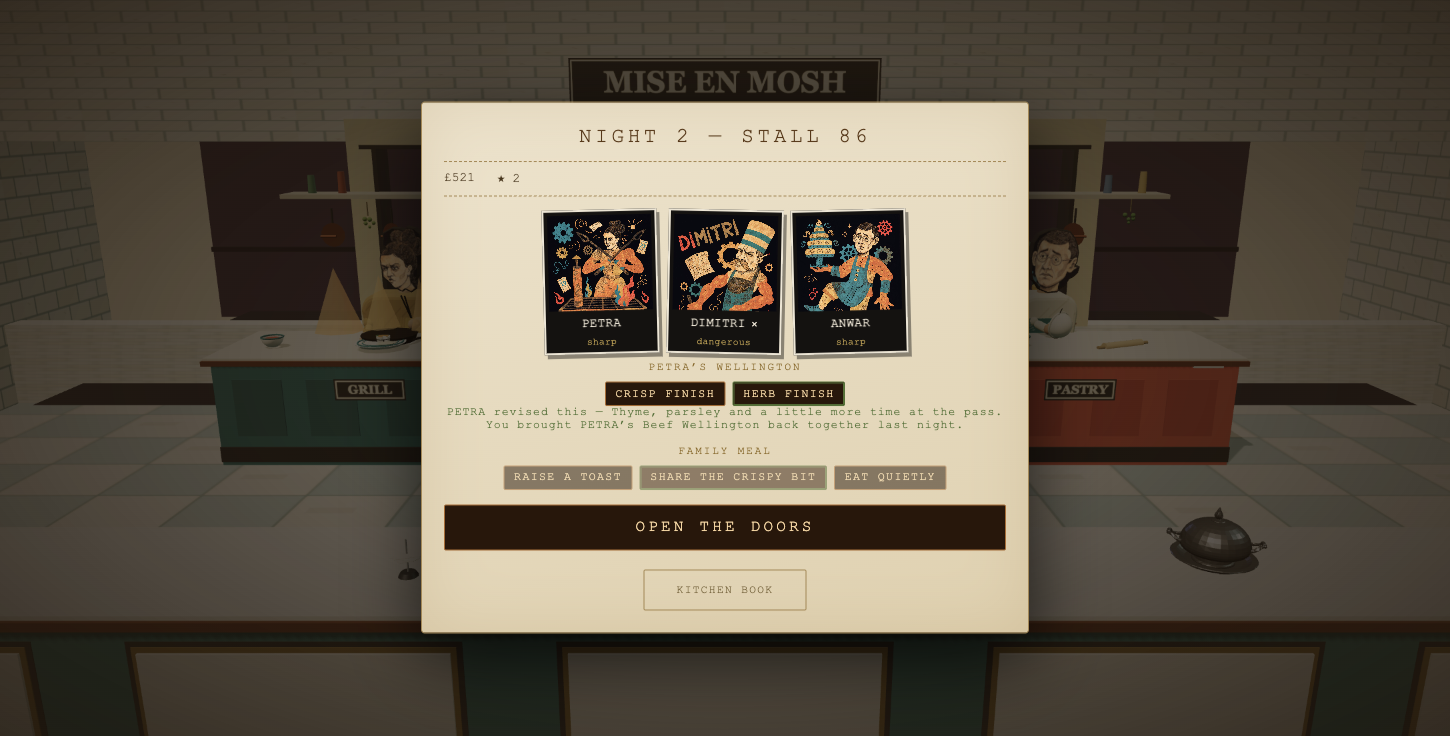 MISE EN MOSH
NIGHT 2 — STALL 86
£521 ★ 2
DIMITRI
PETRA DIMITRI × ANWAR
sharp dangerous sharp
PETRA’S WELLINGTON
GRILL CRISP FINISH HERB FINISH PASTRY
PETRA revised this — Thyme, parsley and a little more time at the pass.
You brought PETRA’s Beef Wellington back together last night.
FAMILY MEAL
RAISE A TOAST SHARE THE CRISPY BIT EAT QUIETLY
OPEN THE DOORS
KITCHEN BOOK